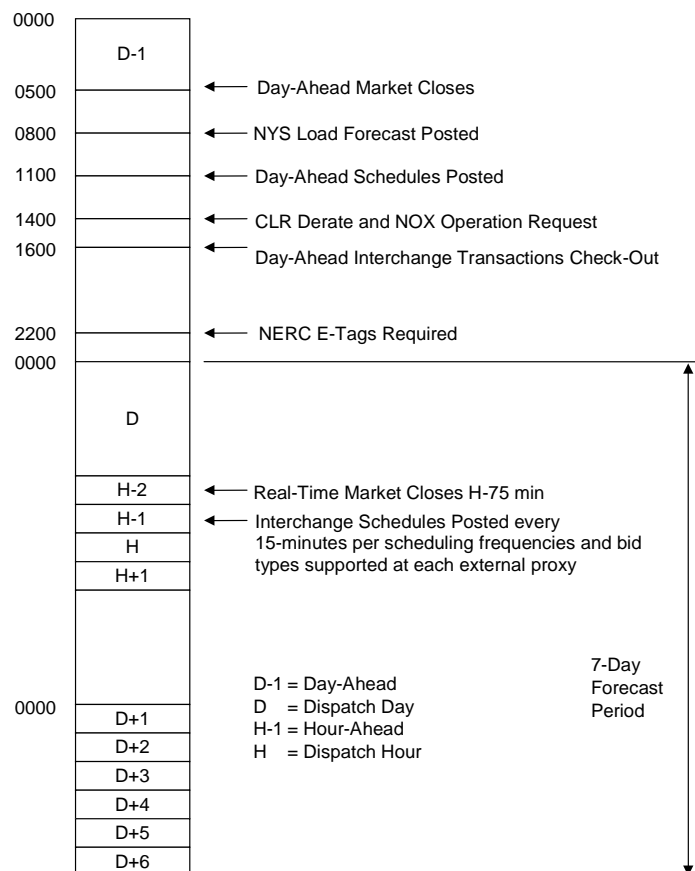 0000
D-1
0500
Day-Ahead Market Closes
0800
NYS Load Forecast Posted
1100
Day-Ahead Schedules Posted
1400
CLR Derate and NOX Operation Request
1600
Day-Ahead Interchange Transactions Check-Out
2200
NERC E-Tags Required
0000
D
H-2
Real-Time Market Closes H-75 min
H-1
Interchange Schedules Posted every
15-minutes per scheduling frequencies and bid
types supported at each external proxy
H
H+1
7-Day
Forecast
Period
D-1 = Day-Ahead
D = Dispatch Day
H-1 = Hour-Ahead
H = Dispatch Hour
0000
D+1
D+2
D+3
D+4
D+5
D+6